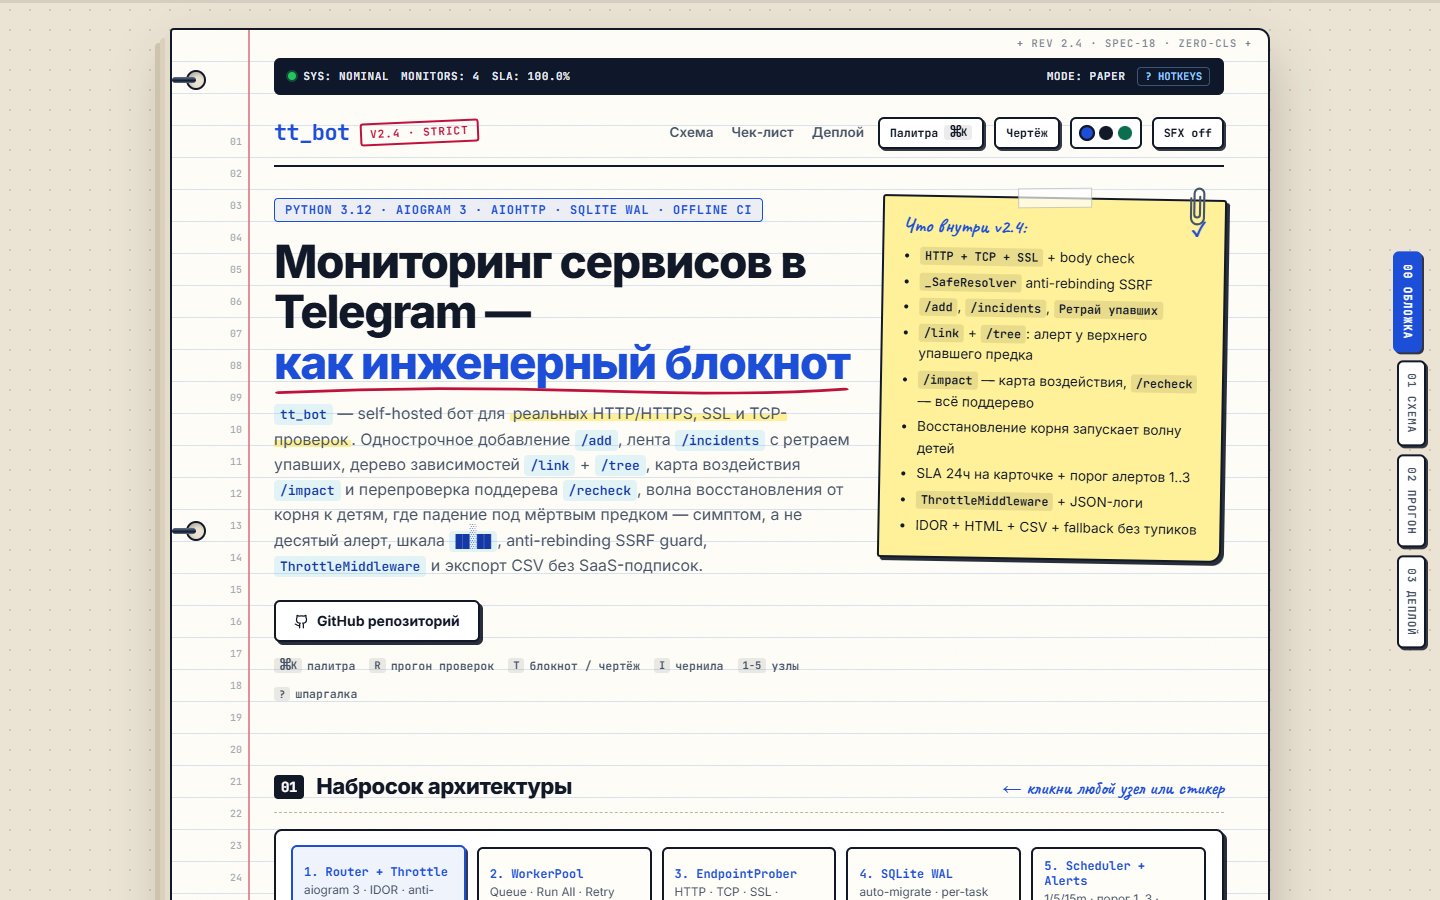 + REV 2.4 · SPEC-18 · ZERO-CLS +
SYS: NOMINAL MONITORS: 4 SLA: 100.0% MODE: PAPER ? HOTKEYS
tt_bot V2.4 · STRICT Схема Чек-лист Деплой Палитра ⌘K Чертёж SFX off
PYTHON 3.12 · AIOGRAM 3 · AIOHTTP · SQLITE WAL · OFFLINE CI
Мониторинг сервисов в
Telegram —
как инженерный блокнот
tt_bot — self-hosted бот для реальных HTTP/HTTPS, SSL и TCP-
проверок. Однострочное добавление /add, лента /incidents с ретраем
упавших, дерево зависимостей /link + /tree, карта воздействия
/impact и перепроверка поддерева /recheck, волна восстановления от
корня к детям, где падение под мёртвым предком — симптом, а не
десятый алерт, шкала , anti-rebinding SSRF guard,
ThrottleMiddleware и экспорт CSV без SaaS-подписок.
GitHub репозиторий
⌘K палитра R прогон проверок T блокнот / чертёж I чернила 1-5 узлы
? шпаргалка
Что внутри v2.4: ✓
• HTTP + TCP + SSL + body check
• _SafeResolver anti-rebinding SSRF
• /add, /incidents, Ретрай упавших
• /link + /tree: алерт у верхнего
упавшего предка
• /impact — карта воздействия, /recheck
— всё поддерево
• Восстановление корня запускает волну
детей
• SLA 24ч на карточке + порог алертов 1..3
• ThrottleMiddleware + JSON-логи
• IDOR + HTML + CSV + fallback без тупиков
00 ОБЛОЖКА
01 СХЕМА
02 ПРОГОН
03 ДЕПЛОЙ
01 Набросок архитектуры ⟵ кликни любой узел или стикер
1. Router + Throttle
aiogram 3 · IDOR · anti-
2. WorkerPool
Queue · Run All · Retry
3. EndpointProber
HTTP · TCP · SSL ·
4. SQLite WAL
auto-migrate · per-task
5. Scheduler +
Alerts
1/5/15m · порог 1..3 ·
01
02
03
04
05
06
07
08
09
10
11
12
13
14
15
16
17
18
19
20
21
22
23
24